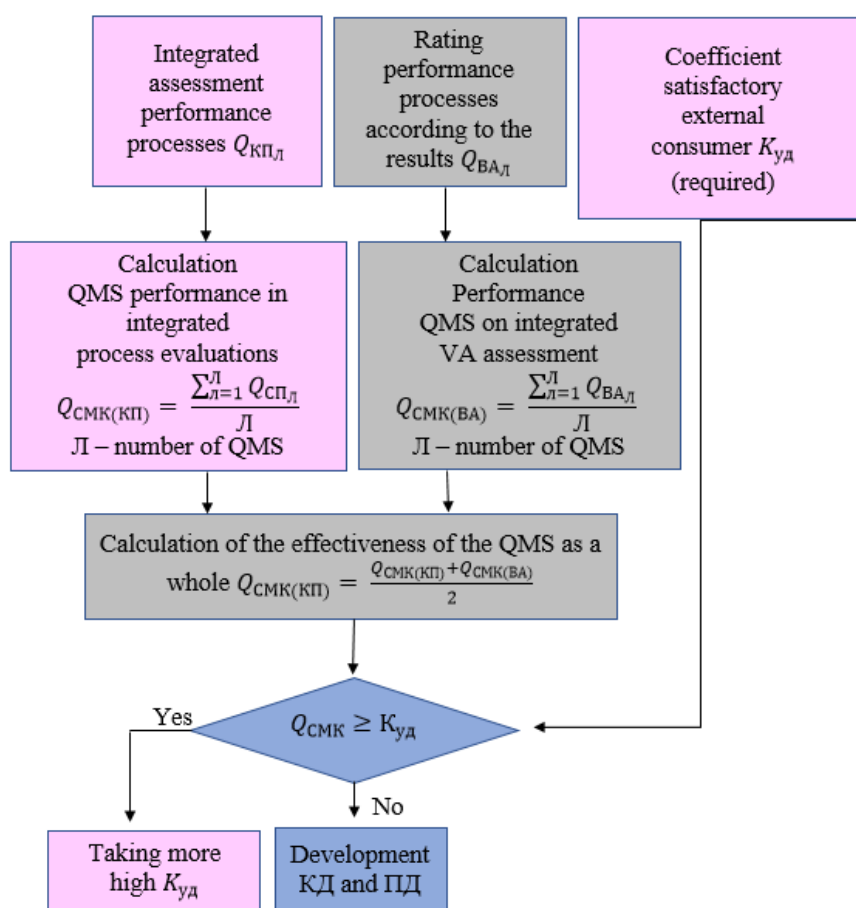 Integrated
assessment
performance
processes Q_КПЛ
Rating
performance
processes
according to the
results Q_ВАЛ
Coefficient
satisfactory
external
consumer K_уд
(required)
Calculation
QMS performance in
integrated
process evaluations
Q_СМК(КП) = ∑_{л=1}^{Л} Q_СПЛ / Л
Л – number of QMS
Calculation
Performance
QMS on integrated
VA assessment
Q_СМК(ВА) = ∑_{л=1}^{Л} Q_ВАЛ / Л
Л – number of QMS
Calculation of the effectiveness of the QMS as a
whole Q_СМК(КП) = Q_СМК(КП)+Q_СМК(ВА) / 2
Q_СМК ≥ К_уд
Yes
No
Taking more
high K_уд
Development
КД and ПД